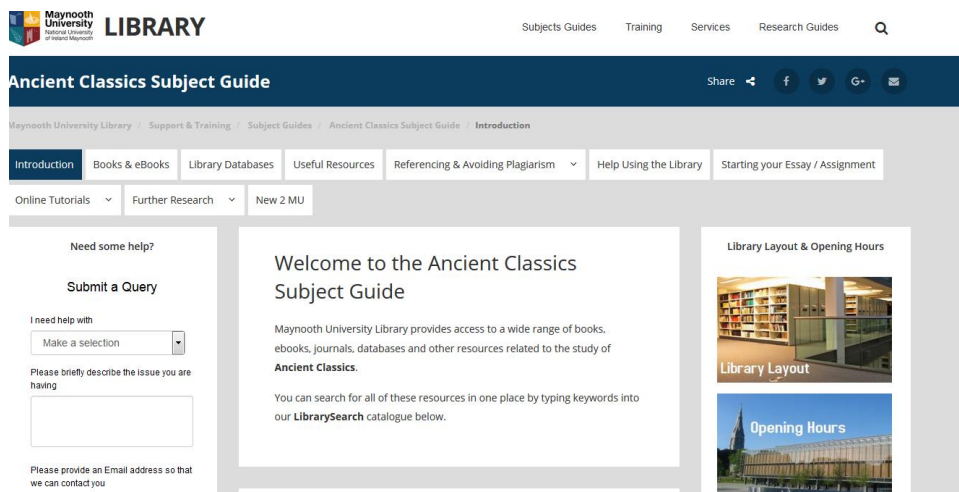 Maynooth
University
National University
of Ireland Maynooth
LIBRARY
Subjects Guides Training Services Research Guides
Ancient Classics Subject Guide
Share f G+
Maynooth University Library / Support & Training / Subject Guides / Ancient Classics Subject Guide / Introduction
Introduction Books & eBooks Library Databases Useful Resources Referencing & Avoiding Plagiarism Help Using the Library Starting your Essay / Assignment
Online Tutorials Further Research New 2 MU
Need some help?
Submit a Query
I need help with
Make a selection
Please briefly describe the issue you are
having
Please provide an Email address so that
we can contact you
Welcome to the Ancient Classics
Subject Guide
Maynooth University Library provides access to a wide range of books,
ebooks, journals, databases and other resources related to the study of
Ancient Classics.
You can search for all of these resources in one place by typing keywords into
our LibrarySearch catalogue below.
Library Layout & Opening Hours
Library Layout
Opening Hours